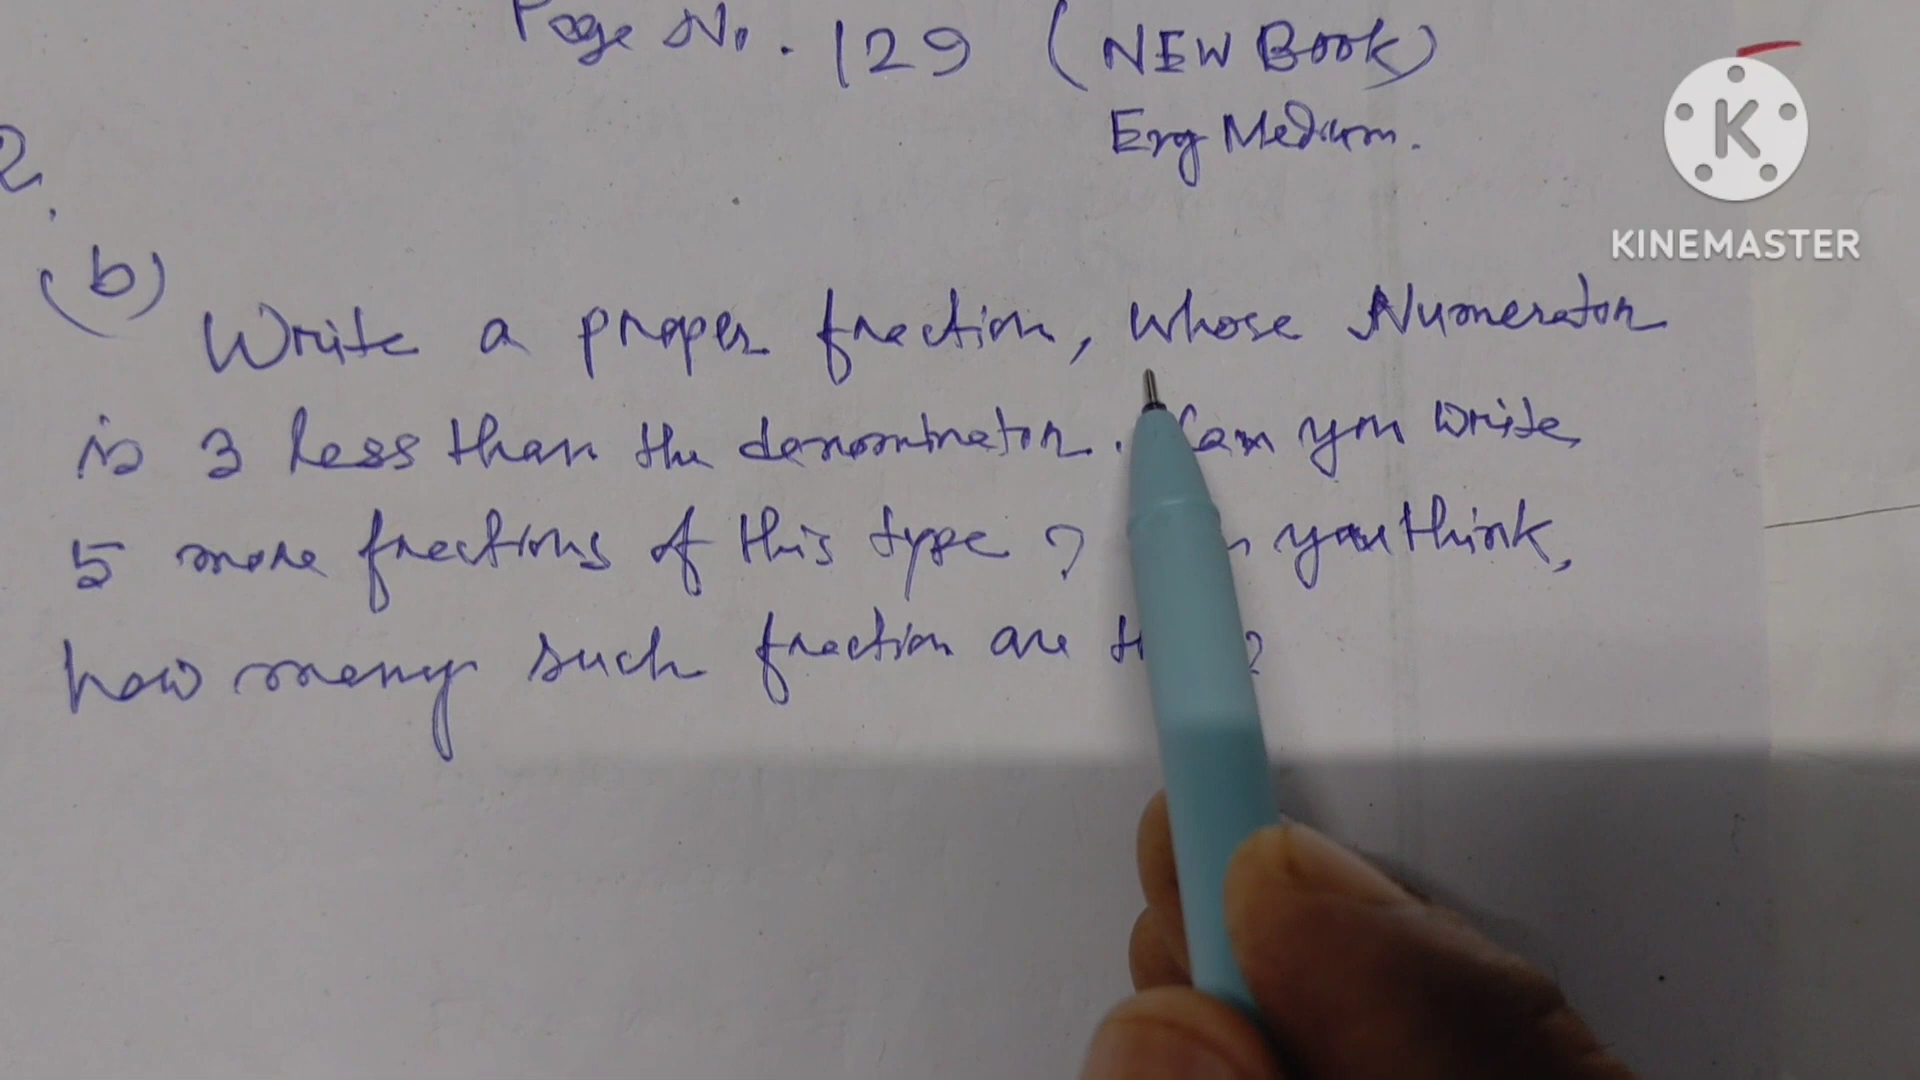 Page No. 129 (NEW Book)
Eng Medium.
2.
(b)
Write a proper fraction, whose Numerator
is 3 less than the denominator. Can you write
5 more fractions of this type? you think,
how many such fraction are ?
KINEMASTER